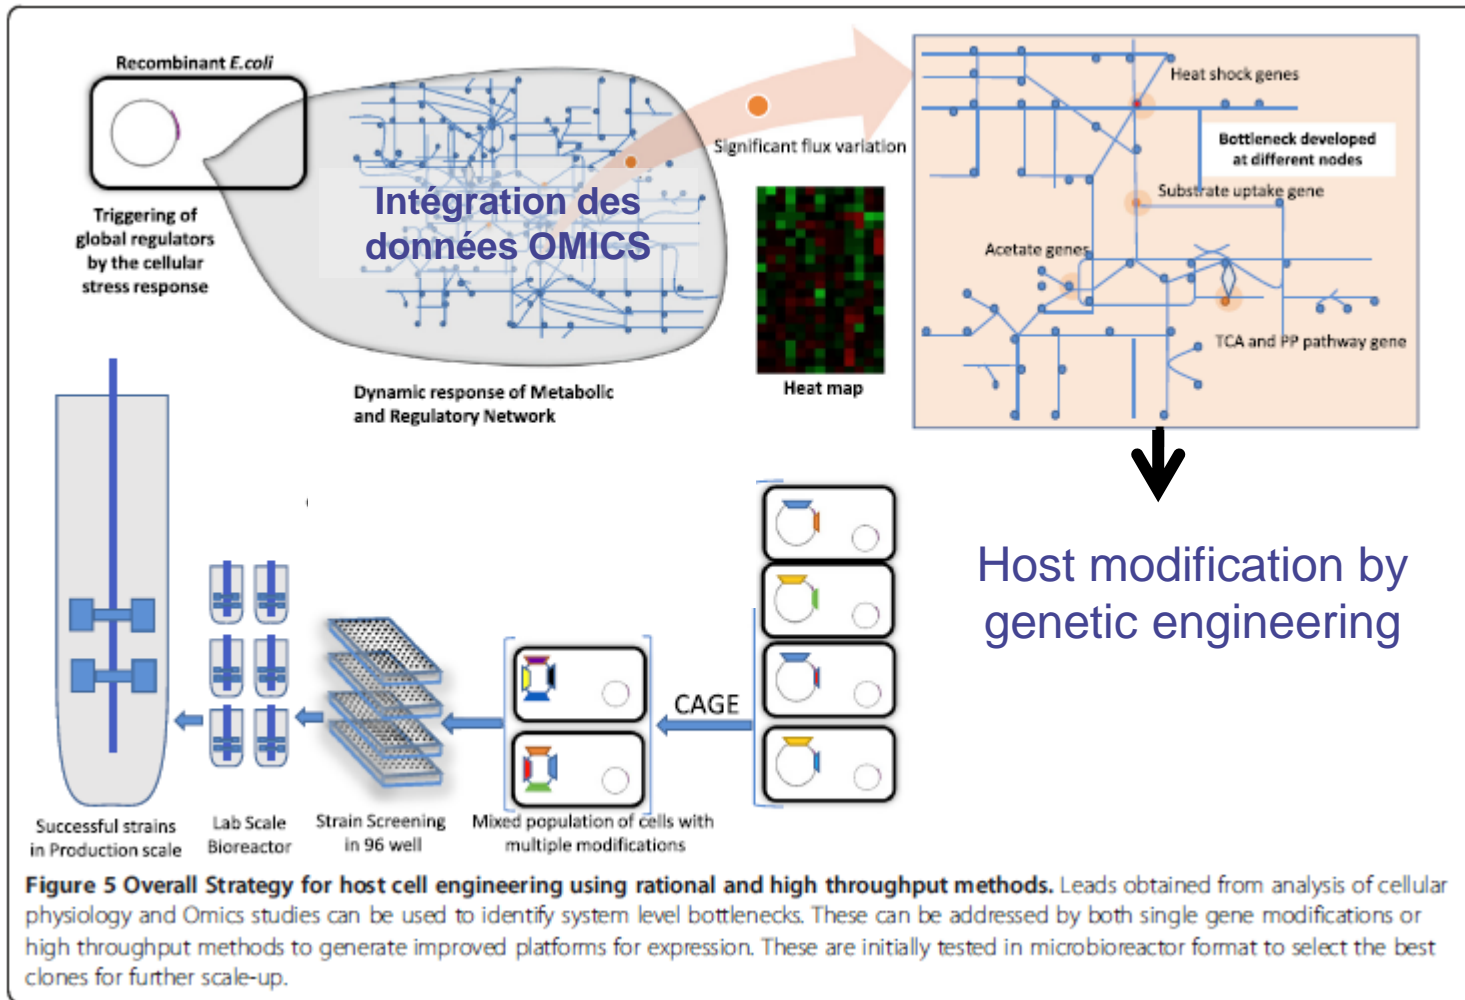 Recombinant E.coli
Triggering of
global regulators
by the cellular
stress response
Intégration des
données OMICS
Dynamic response of Metabolic
and Regulatory Network
Significant flux variation
Heat map
Heat shock genes
Bottleneck developed
at different nodes
Substrate uptake gene
Acetate genes
TCA and PP pathway gene
Host modification by
genetic engineering
CAGE
Mixed population of cells with
multiple modifications
Strain Screening
in 96 well
Lab Scale
Bioreactor
Successful strains
in Production scale
Figure 5 Overall Strategy for host cell engineering using rational and high throughput methods. Leads obtained from analysis of cellular
physiology and Omics studies can be used to identify system level bottlenecks. These can be addressed by both single gene modifications or
high throughput methods to generate improved platforms for expression. These are initially tested in microbioreactor format to select the best
clones for further scale-up.